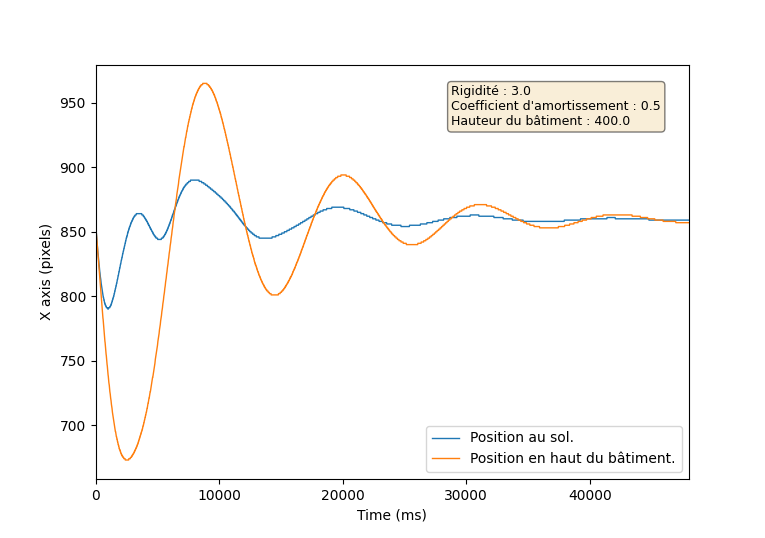 Rigidité : 3.0
Coefficient d'amortissement : 0.5
Hauteur du bâtiment : 400.0
950
900
850
800
750
700
X axis (pixels)
Position au sol.
Position en haut du bâtiment.
0 10000 20000 30000 40000
Time (ms)